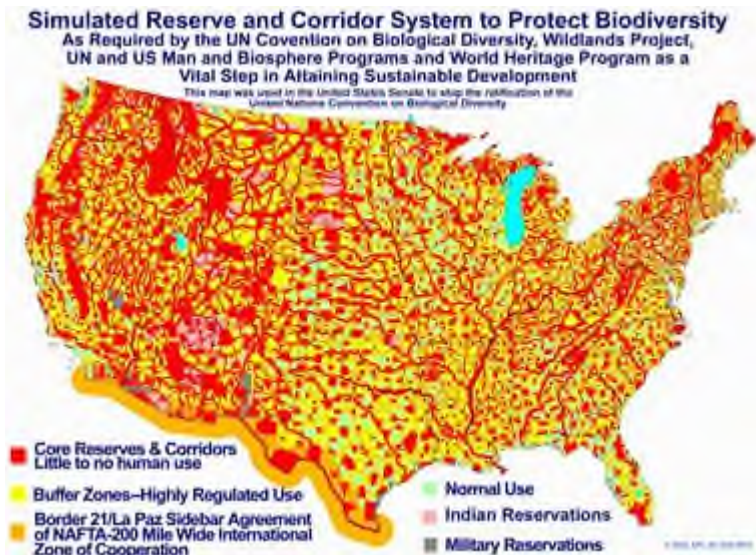 Simulated Reserve and Corridor System to Protect Biodiversity
As Required by the UN Covention on Biological Diversity, Wildlands Project,
UN and US Man and Biosphere Programs and World Heritage Program as a
Vital Step in Attaining Sustainable Development
This map was used in the United States Senate to stop the ratification of the
United Nations Convention on Biological Diversity
Core Reserves & Corridors
Little to no human use
Buffer Zones--Highly Regulated Use
Border 21/La Paz Sidebar Agreement
of NAFTA-200 Mile Wide International
Zone of Cooperation
Normal Use
Indian Reservations
Military Rasarvations